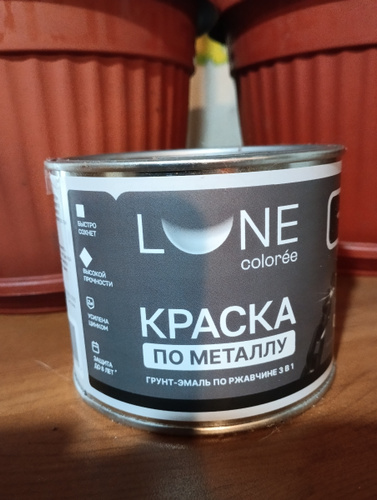 LUNE
colorée
БЫСТРО
СОХНЕТ
ВЫСОКОЙ
ПРОЧНОСТИ
УСИЛЕНА
ЦИНКОМ
ЗАЩИТА
ДО 8 ЛЕТ*
КРАСКА
ПО МЕТАЛЛУ
ГРУНТ-ЭМАЛЬ ПО РЖАВЧИНЕ 3 В 1